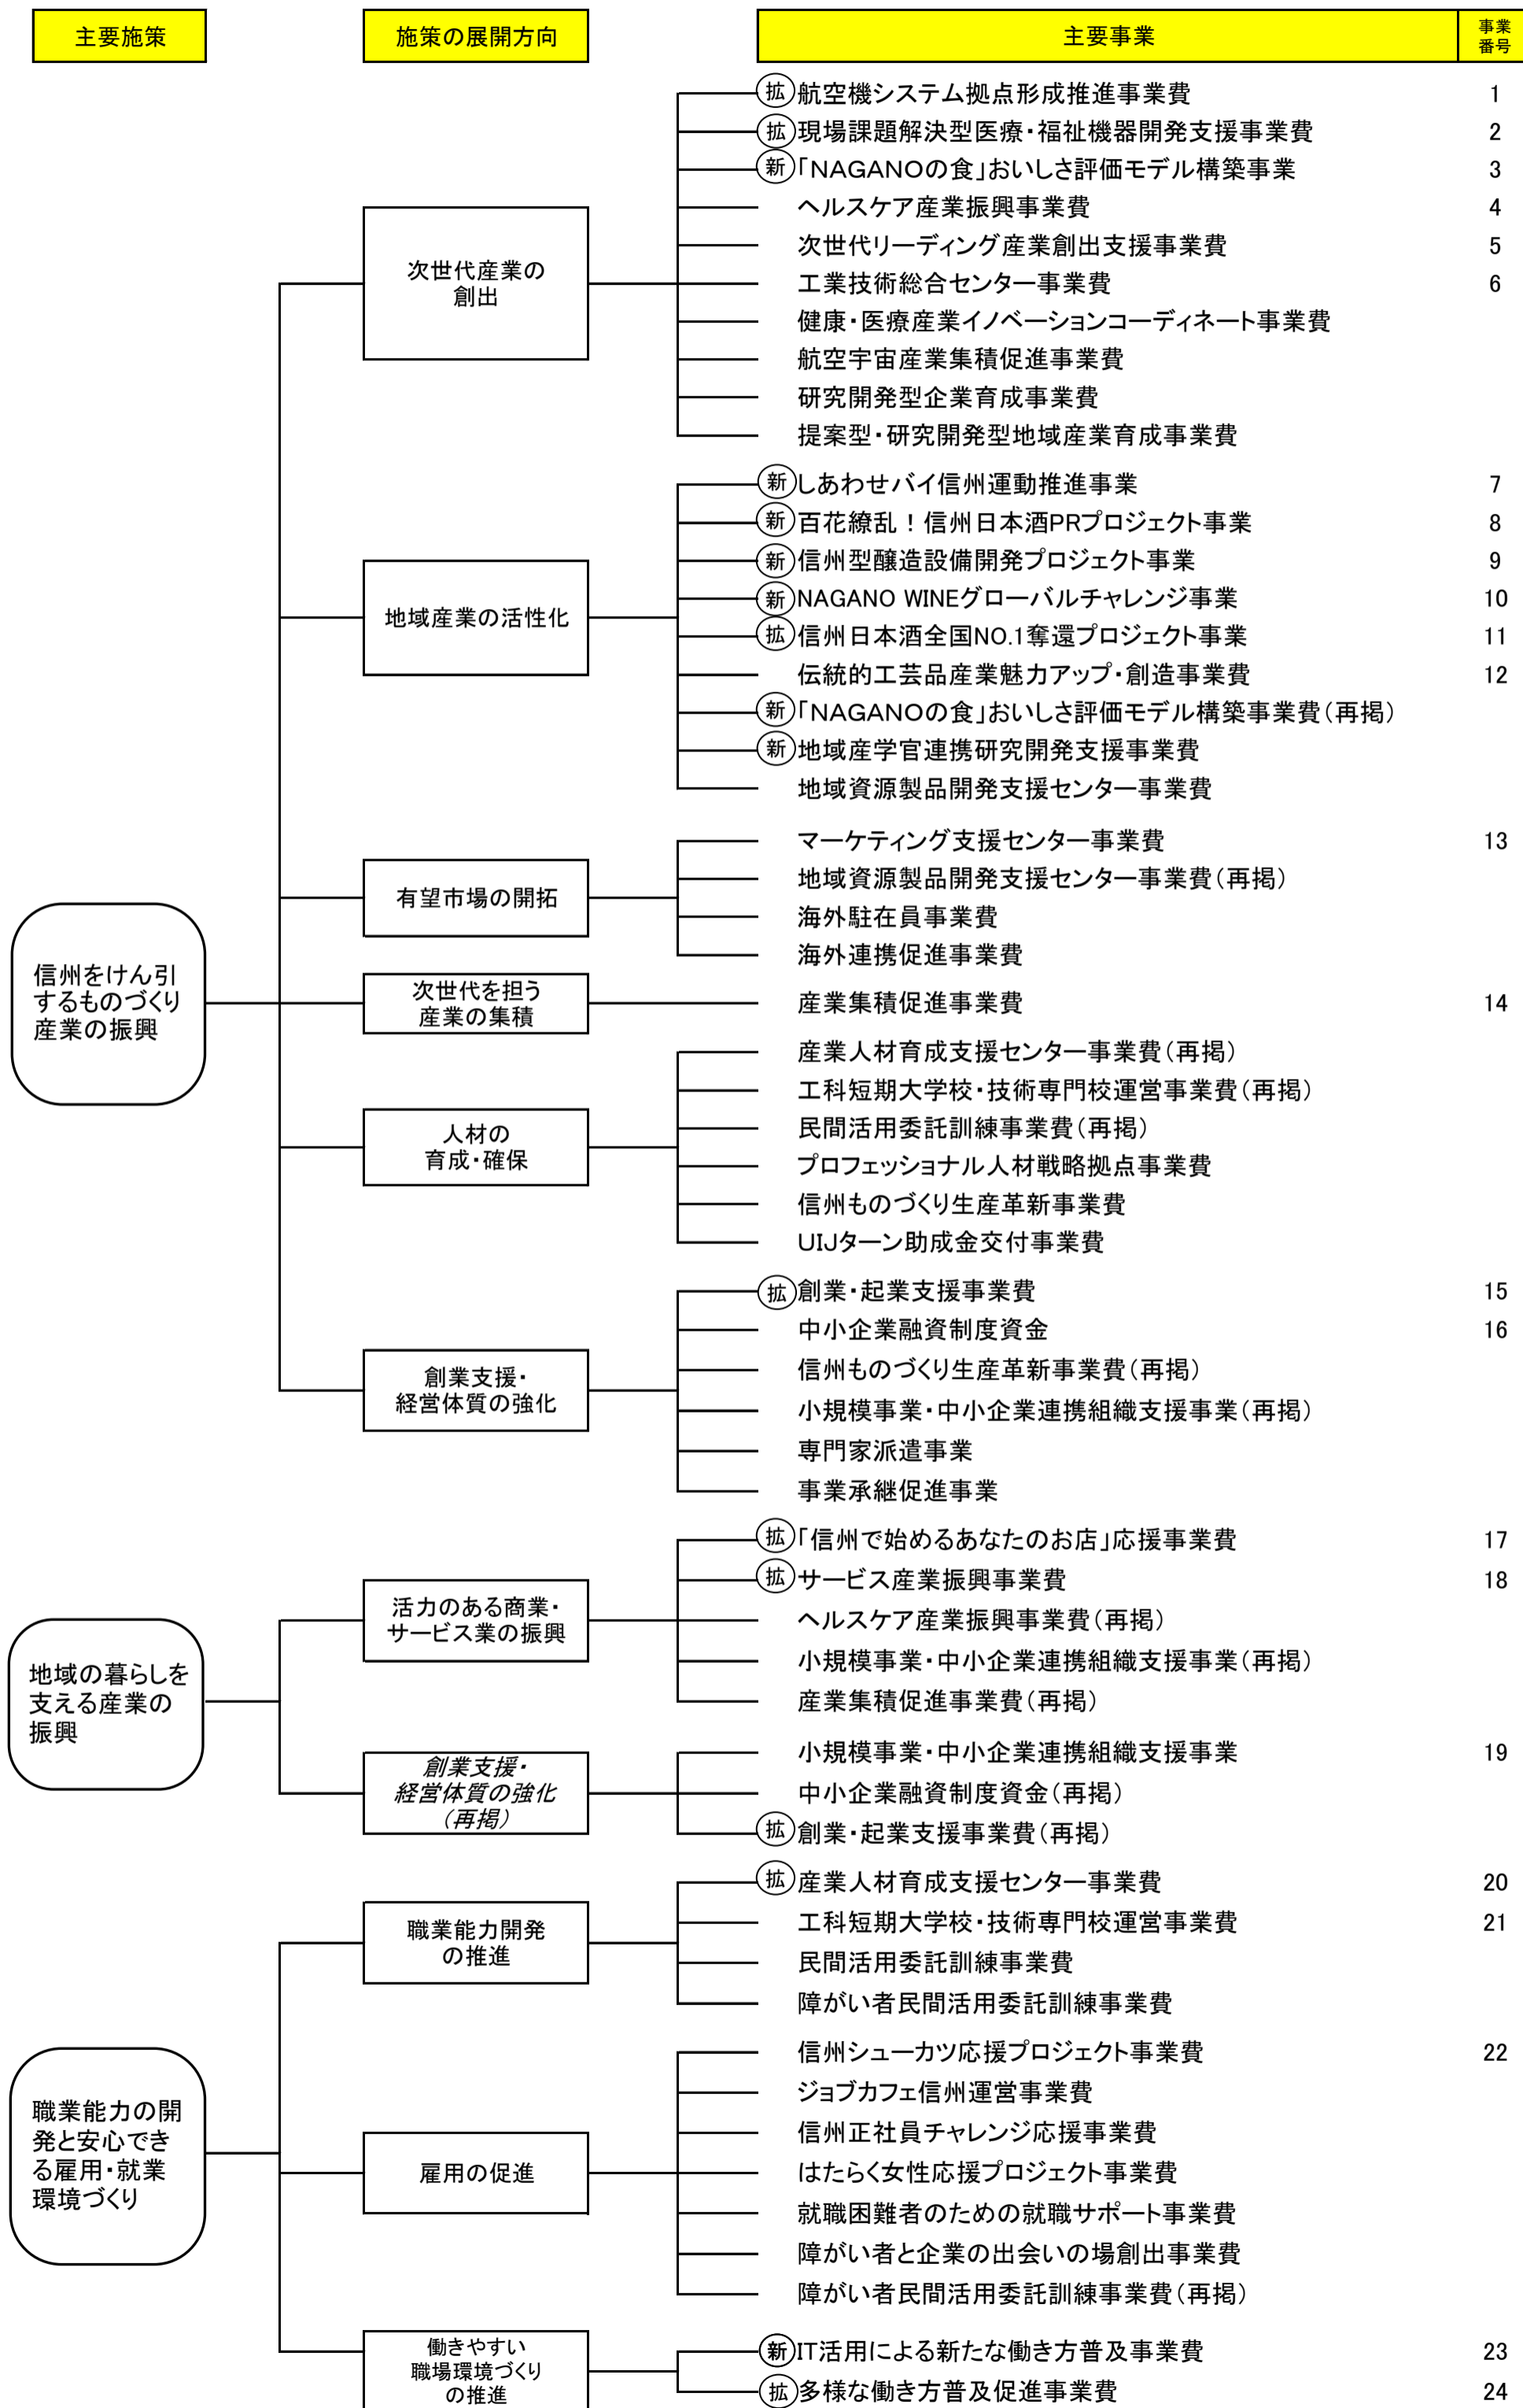 主要施策 施策の展開方向 主要事業 事業番号
信州をけん引
するものづくり
産業の振興
次世代産業の
創出
拡 航空機システム拠点形成推進事業費 1
拡 現場課題解決型医療・福祉機器開発支援事業費 2
新 「NAGANOの食」おいしさ評価モデル構築事業 3
ヘルスケア産業振興事業費 4
次世代リーディング産業創出支援事業費 5
工業技術総合センター事業費 6
健康・医療産業イノベーションコーディネート事業費
航空宇宙産業集積促進事業費
研究開発型企業育成事業費
提案型・研究開発型地域産業育成事業費
地域産業の活性化
新 しあわせバイ信州運動推進事業 7
新 百花繚乱！信州日本酒PRプロジェクト事業 8
新 信州型醸造設備開発プロジェクト事業 9
新 NAGANO WINEグローバルチャレンジ事業 10
拡 信州日本酒全国NO.1奪還プロジェクト事業 11
伝統的工芸品産業魅力アップ・創造事業費 12
新 「NAGANOの食」おいしさ評価モデル構築事業費（再掲）
新 地域産学官連携研究開発支援事業費
地域資源製品開発支援センター事業費
有望市場の開拓
マーケティング支援センター事業費 13
地域資源製品開発支援センター事業費（再掲）
海外駐在員事業費
海外連携促進事業費
次世代を担う
産業の集積
産業集積促進事業費 14
人材の
育成・確保
産業人材育成支援センター事業費（再掲）
工科短期大学校・技術専門校運営事業費（再掲）
民間活用委託訓練事業費（再掲）
プロフェッショナル人材戦略拠点事業費
信州ものづくり生産革新事業費
UIJターン助成金交付事業費
創業支援・
経営体質の強化
拡 創業・起業支援事業費 15
中小企業融資制度資金 16
信州ものづくり生産革新事業費（再掲）
小規模事業・中小企業連携組織支援事業（再掲）
専門家派遣事業
事業承継促進事業
地域の暮らしを
支える産業の
振興
活力のある商業・
サービス業の振興
拡 「信州で始めるあなたのお店」応援事業費 17
拡 サービス産業振興事業費 18
ヘルスケア産業振興事業費（再掲）
小規模事業・中小企業連携組織支援事業（再掲）
産業集積促進事業費（再掲）
創業支援・
経営体質の強化
（再掲）
小規模事業・中小企業連携組織支援事業 19
中小企業融資制度資金（再掲）
拡 創業・起業支援事業費（再掲）
職業能力の開
発と安心でき
る雇用・就業
環境づくり
職業能力開発
の推進
拡 産業人材育成支援センター事業費 20
工科短期大学校・技術専門校運営事業費 21
民間活用委託訓練事業費
障がい者民間活用委託訓練事業費
雇用の促進
信州シューカツ応援プロジェクト事業費 22
ジョブカフェ信州運営事業費
信州正社員チャレンジ応援事業費
はたらく女性応援プロジェクト事業費
就職困難者のための就職サポート事業費
障がい者と企業の出会いの場創出事業費
障がい者民間活用委託訓練事業費（再掲）
働きやすい
職場環境づくり
の推進
新 IT活用による新たな働き方普及事業費 23
拡 多様な働き方普及促進事業費 24